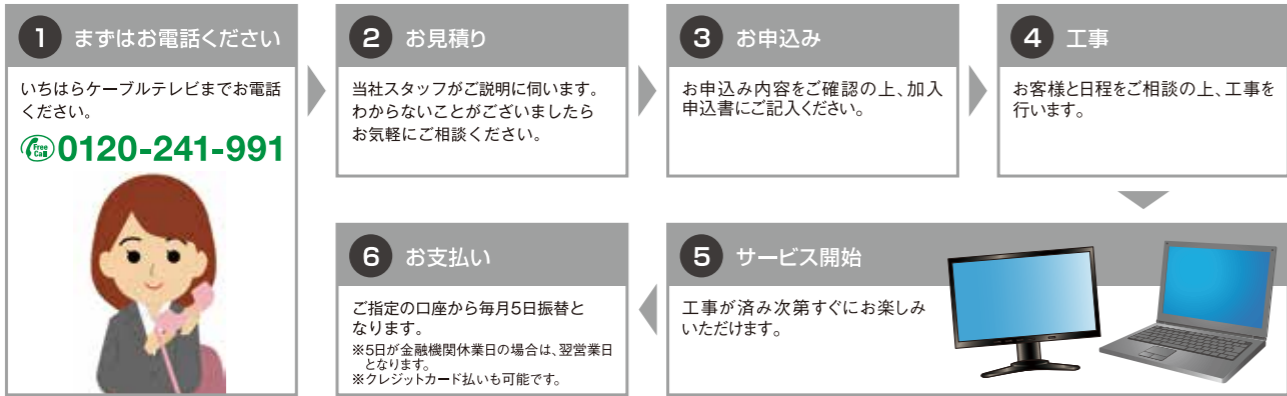 1 まずはお電話ください
いちはらケーブルテレビまでお電話
ください。
Free Call 0120-241-991
2 お見積り
当社スタッフがご説明に伺います。
わからないことがございましたら
お気軽にご相談ください。
3 お申込み
お申込み内容をご確認の上、加入
申込書にご記入ください。
4 工事
お客様と日程をご相談の上、工事を
行います。
5 サービス開始
工事が済み次第すぐにお楽しみ
いただけます。
6 お支払い
ご指定の口座から毎月5日振替と
なります。
※5日が金融機関休業日の場合は、翌営業日
となります。
※クレジットカード払いも可能です。